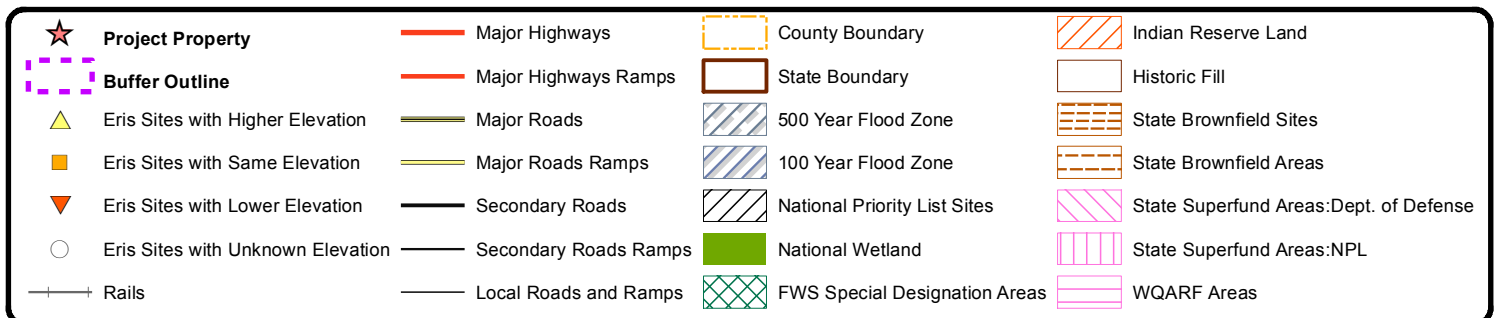 Project Property
Buffer Outline
Eris Sites with Higher Elevation
Eris Sites with Same Elevation
Eris Sites with Lower Elevation
Eris Sites with Unknown Elevation
Rails
Major Highways
Major Highways Ramps
Major Roads
Major Roads Ramps
Secondary Roads
Secondary Roads Ramps
Local Roads and Ramps
County Boundary
State Boundary
500 Year Flood Zone
100 Year Flood Zone
National Priority List Sites
National Wetland
FWS Special Designation Areas
Indian Reserve Land
Historic Fill
State Brownfield Sites
State Brownfield Areas
State Superfund Areas:Dept. of Defense
State Superfund Areas:NPL
WQARF Areas